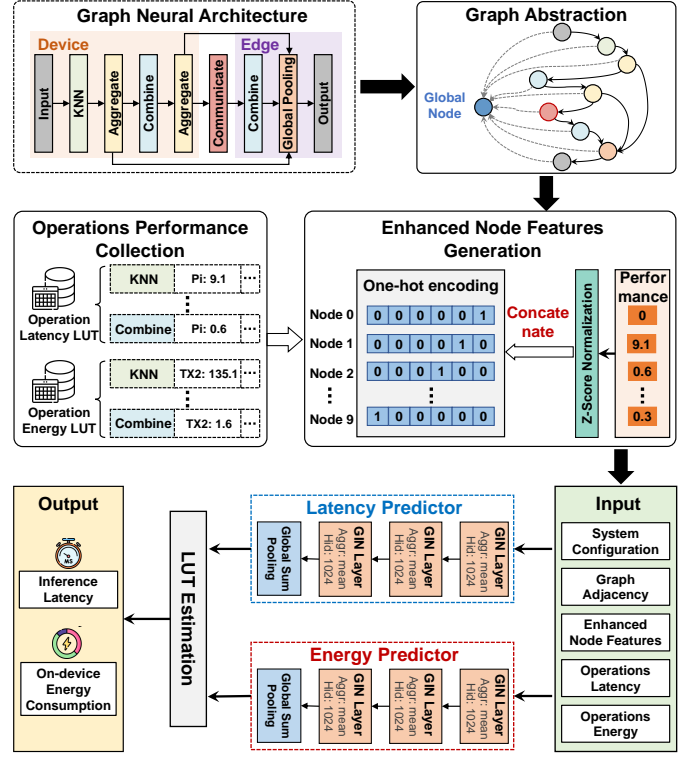 Graph Neural Architecture
Device
Edge
Input
KNN
Aggregate
Combine
Aggregate
Communicate
Combine
Global Pooling
Output
Graph Abstraction
Global
Node
Operations Performance
Collection
KNN
Pi: 9.1
...
Operation
Latency LUT
Combine
Pi: 0.6
...
KNN
TX2: 135.1
...
Operation
Energy LUT
Combine
TX2: 1.6
...
Enhanced Node Features
Generation
One-hot encoding
Node 0
0 0 0 0 0 1
Node 1
0 0 0 0 1 0
Node 2
0 0 0 1 0 0
Node 9
1 0 0 0 0 0
Concate
nate
Z-Score Normalization
Perfor
mance
0
9.1
0.6
0.3
Output
Inference
Latency
On-device
Energy
Consumption
MS
LUT Estimation
Latency Predictor
Global Sum
Pooling
GIN Layer
Aggr: mean
Hid: 1024
GIN Layer
Aggr: mean
Hid: 1024
GIN Layer
Aggr: mean
Hid: 1024
Energy Predictor
Global Sum
Pooling
GIN Layer
Aggr: mean
Hid: 1024
GIN Layer
Aggr: mean
Hid: 1024
GIN Layer
Aggr: mean
Hid: 1024
Input
System
Configuration
Graph
Adjacency
Enhanced
Node Features
Operations
Latency
Operations
Energy